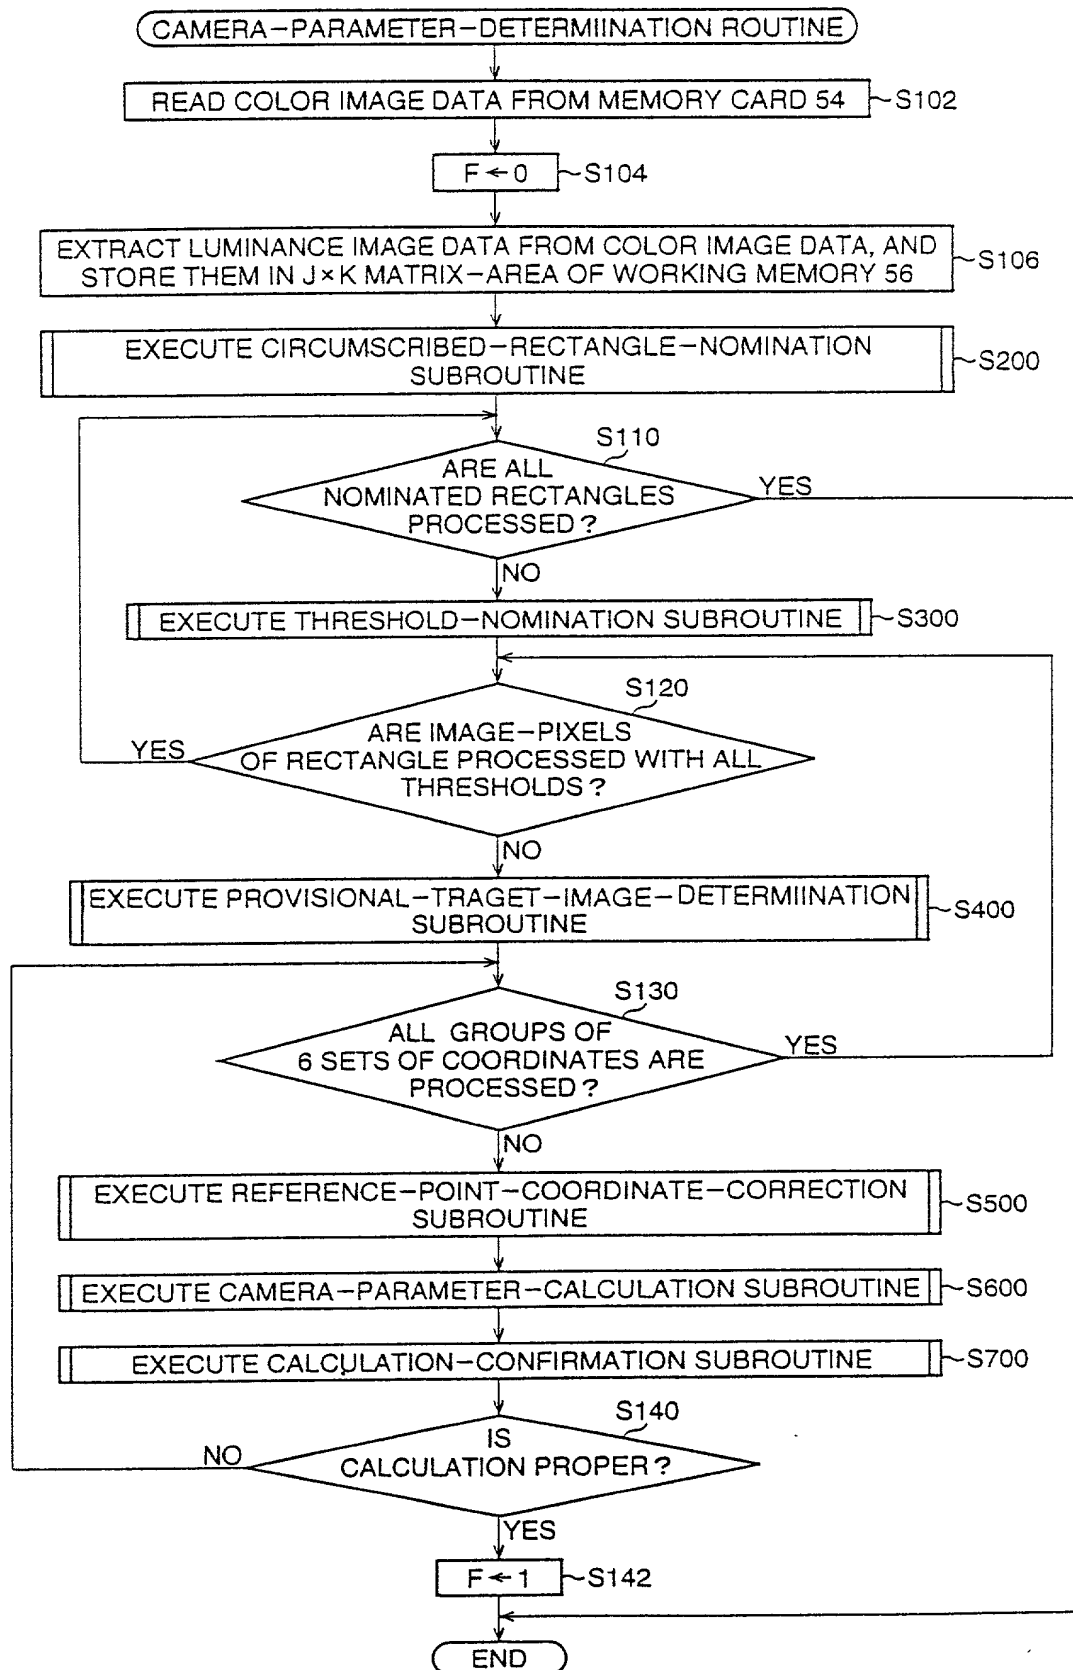 CAMERA-PARAMETER-DETERMIINATION ROUTINE
READ COLOR IMAGE DATA FROM MEMORY CARD 54
S102
F←0
S104
EXTRACT LUMINANCE IMAGE DATA FROM COLOR IMAGE DATA, AND
STORE THEM IN J×K MATRIX-AREA OF WORKING MEMORY 56
S106
EXECUTE CIRCUMSCRIBED-RECTANGLE-NOMINATION
SUBROUTINE
S200
S110
ARE ALL
NOMINATED RECTANGLES
PROCESSED?
YES
NO
EXECUTE THRESHOLD-NOMINATION SUBROUTINE
S300
S120
ARE IMAGE-PIXELS
OF RECTANGLE PROCESSED WITH ALL
THRESHOLDS?
YES
NO
EXECUTE PROVISIONAL-TRAGET-IMAGE-DETERMIINATION
SUBROUTINE
S400
S130
ALL GROUPS OF
6 SETS OF COORDINATES ARE
PROCESSED?
YES
NO
EXECUTE REFERENCE-POINT-COORDINATE-CORRECTION
SUBROUTINE
S500
EXECUTE CAMERA-PARAMETER-CALCULATION SUBROUTINE
S600
EXECUTE CALCULATION-CONFIRMATION SUBROUTINE
S700
S140
IS
CALCULATION PROPER?
NO
YES
F←1
S142
END